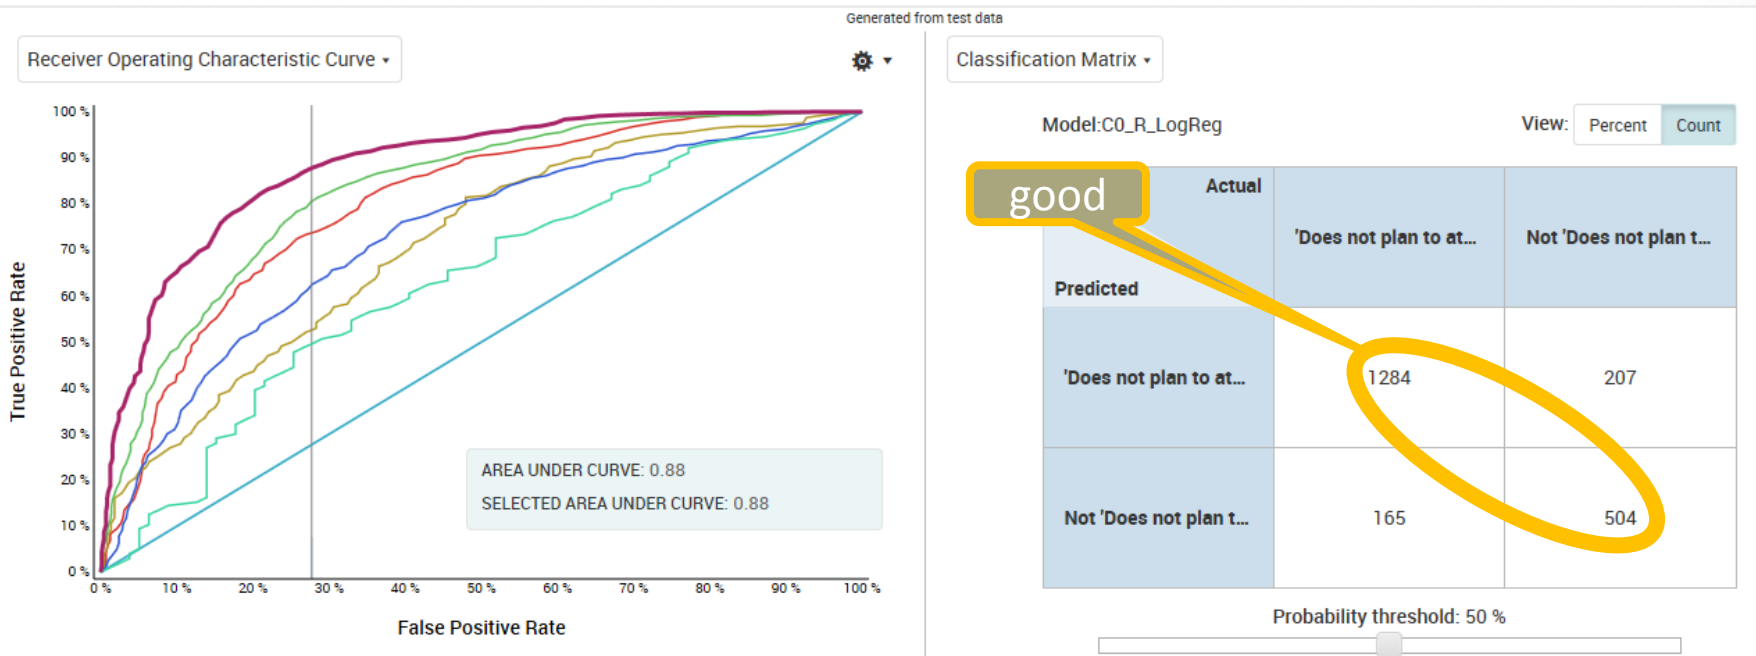 Generated from test data
Receiver Operating Characteristic Curve
100 %
90 %
80 %
70 %
60 %
50 %
40 %
30 %
20 %
10 %
0 %
True Positive Rate
0 %
10 %
20 %
30 %
40 %
50 %
60 %
70 %
80 %
90 %
100 %
False Positive Rate
AREA UNDER CURVE: 0.88
SELECTED AREA UNDER CURVE: 0.88
Classification Matrix
Model:C0_R_LogReg
View: Percent Count
good
Actual
Predicted
'Does not plan to at... Not 'Does not plan t...
'Does not plan to at... 1284 207
Not 'Does not plan t... 165 504
Probability threshold: 50 %